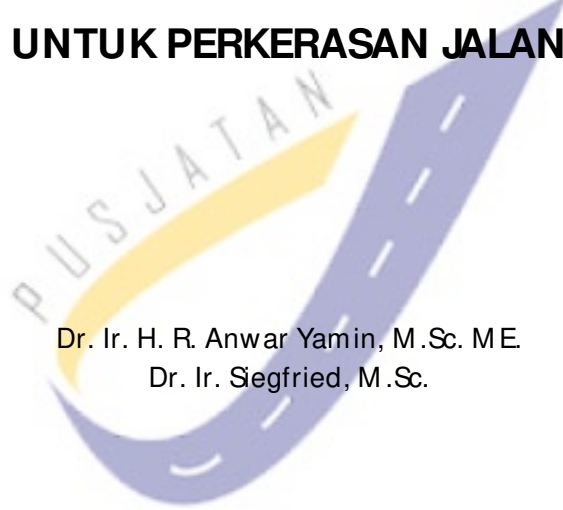 UNTUK PERKERASAN JALAN
PUSJATAN
Dr. Ir. H. R. Anwar Yamin, M.Sc. ME.
Dr. Ir. Siegfried, M.Sc.